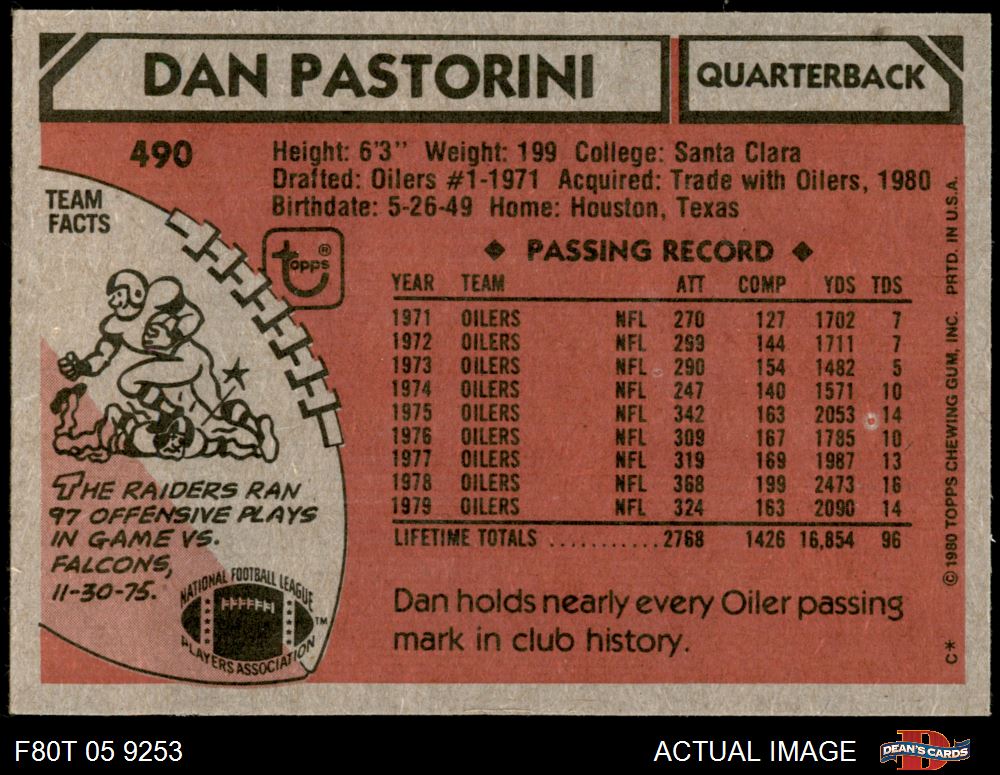 DAN PASTORINI
QUARTERBACK
490
Height: 6'3" Weight: 199 College: Santa Clara
Drafted: Oilers #1-1971 Acquired: Trade with Oilers, 1980
Birthdate: 5-26-49 Home: Houston, Texas
TEAM
FACTS
topps®
◆ PASSING RECORD ◆
YEAR TEAM ATT COMP YDS TDS
1971 OILERS NFL 270 127 1702 7
1972 OILERS NFL 299 144 1711 7
1973 OILERS NFL 290 154 1482 5
1974 OILERS NFL 247 140 1571 10
1975 OILERS NFL 342 163 2053 14
1976 OILERS NFL 309 167 1785 10
1977 OILERS NFL 319 169 1987 13
1978 OILERS NFL 368 199 2473 16
1979 OILERS NFL 324 163 2090 14
LIFETIME TOTALS ...........2768 1426 16,854 96
THE RAIDERS RAN
97 OFFENSIVE PLAYS
IN GAME VS.
FALCONS,
11-30-75.
NATIONAL FOOTBALL LEAGUE
PLAYERS ASSOCIATION
TM
Dan holds nearly every Oiler passing
mark in club history.
C* © 1980 TOPPS CHEWING GUM, INC. PRTD. IN U.S.A.
F80T 05 9253
ACTUAL IMAGE
DEAN'S CARDS